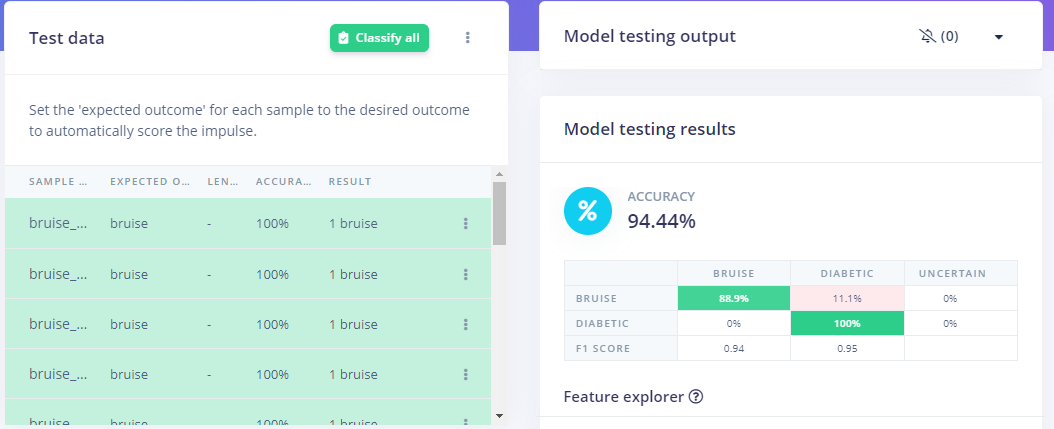 Test data
Classify all
Set the 'expected outcome' for each sample to the desired outcome
to automatically score the impulse.
SAMPLE ... EXPECTED O... LEN... ACCURA... RESULT
bruise_... bruise - 100% 1 bruise
bruise_... bruise - 100% 1 bruise
bruise_... bruise - 100% 1 bruise
bruise_... bruise - 100% 1 bruise
bruise_... bruise - 100% 1 bruise
Model testing output (0)
Model testing results
% ACCURACY
94.44%
BRUISE DIABETIC UNCERTAIN
BRUISE 88.9% 11.1% 0%
DIABETIC 0% 100% 0%
F1 SCORE 0.94 0.95
Feature explorer ?